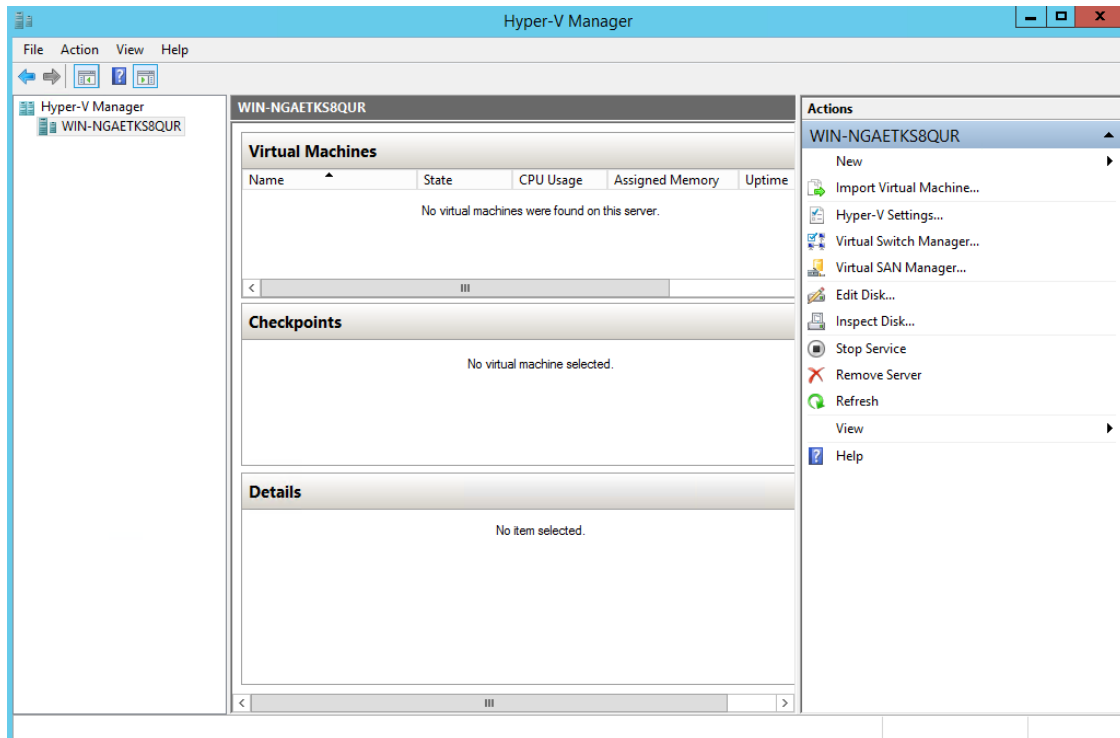 Hyper-V Manager
File Action View Help
Hyper-V Manager
WIN-NGAETKS8QUR
WIN-NGAETKS8QUR
Virtual Machines
Name State CPU Usage Assigned Memory Uptime
No virtual machines were found on this server.
Checkpoints
No virtual machine selected.
Details
No item selected.
Actions
WIN-NGAETKS8QUR
New
Import Virtual Machine...
Hyper-V Settings...
Virtual Switch Manager...
Virtual SAN Manager...
Edit Disk...
Inspect Disk...
Stop Service
Remove Server
Refresh
View
Help